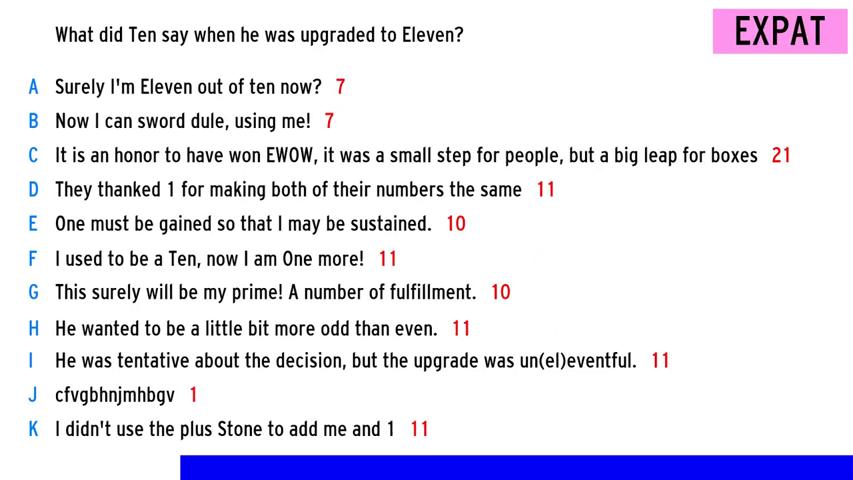 What did Ten say when he was upgraded to Eleven?
EXPAT
A Surely I'm Eleven out of ten now? 7
B Now I can sword dule, using me! 7
C It is an honor to have won EWOW, it was a small step for people, but a big leap for boxes 21
D They thanked 1 for making both of their numbers the same 11
E One must be gained so that I may be sustained. 10
F I used to be a Ten, now I am One more! 11
G This surely will be my prime! A number of fulfillment. 10
H He wanted to be a little bit more odd than even. 11
I He was tentative about the decision, but the upgrade was un(el)eventful. 11
J cfvgbhnjmhbgv 1
K I didn't use the plus Stone to add me and 1 11